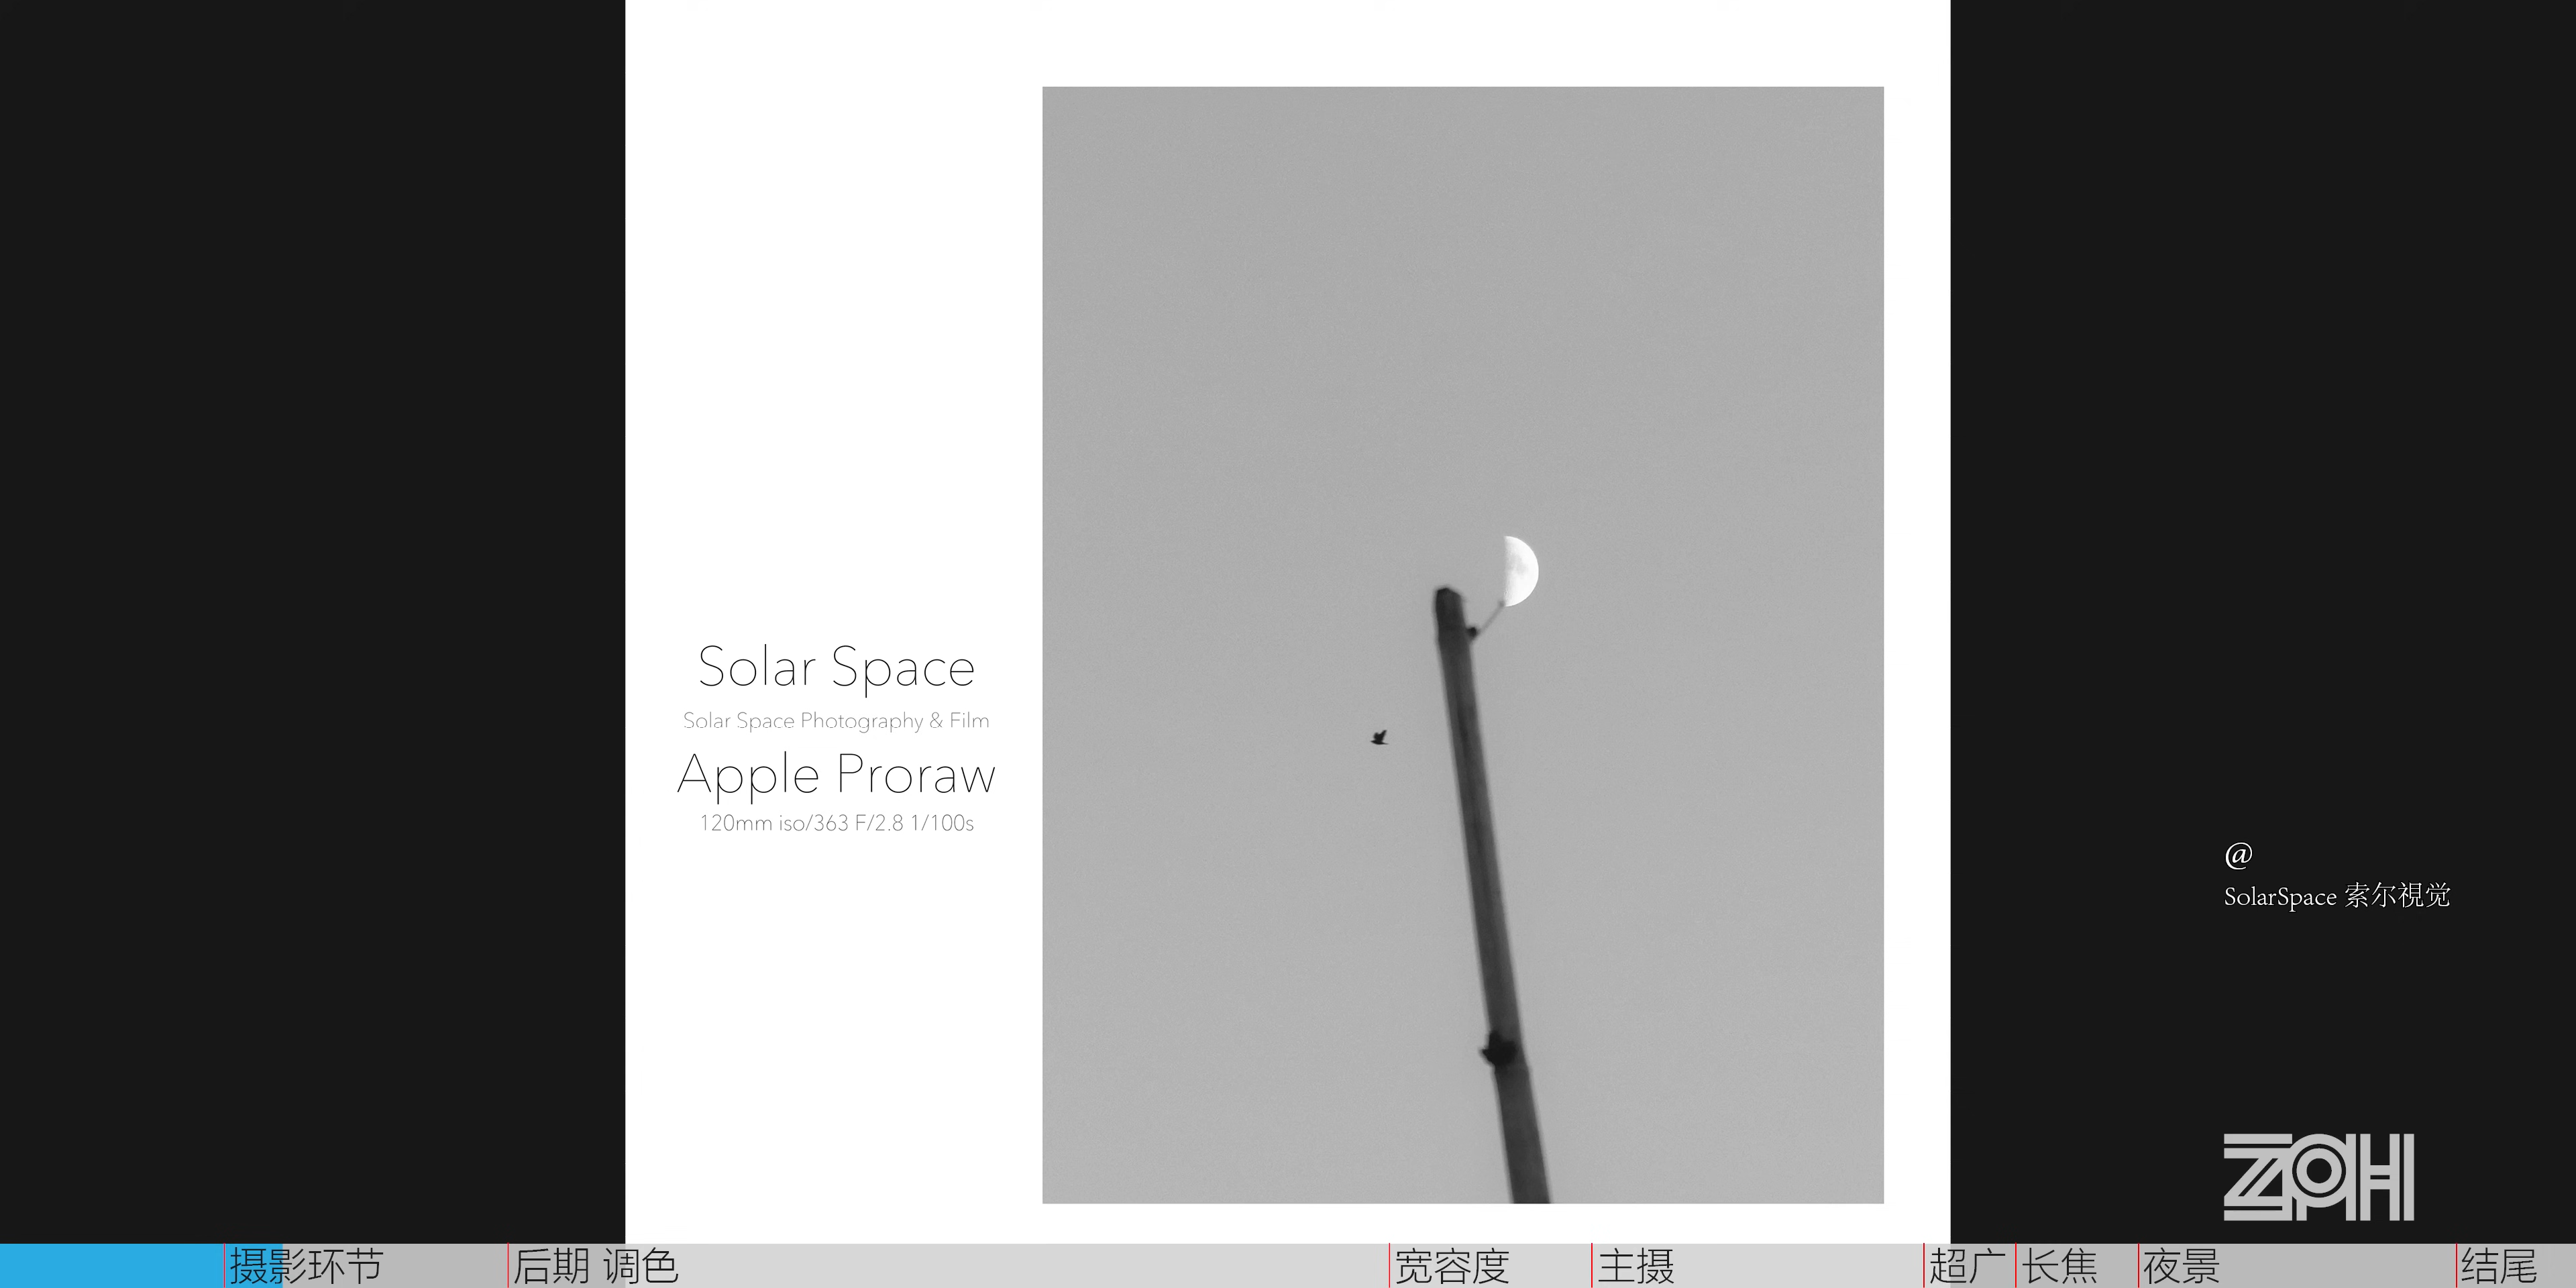 Solar Space
Solar Space Photography & Film
Apple Proraw
120mm iso/363 F/2.8 1/100s
@
SolarSpace 索尔視觉
ZPH
摄影环节
后期 调色
宽容度
主摄
超广
长焦
夜景
结尾